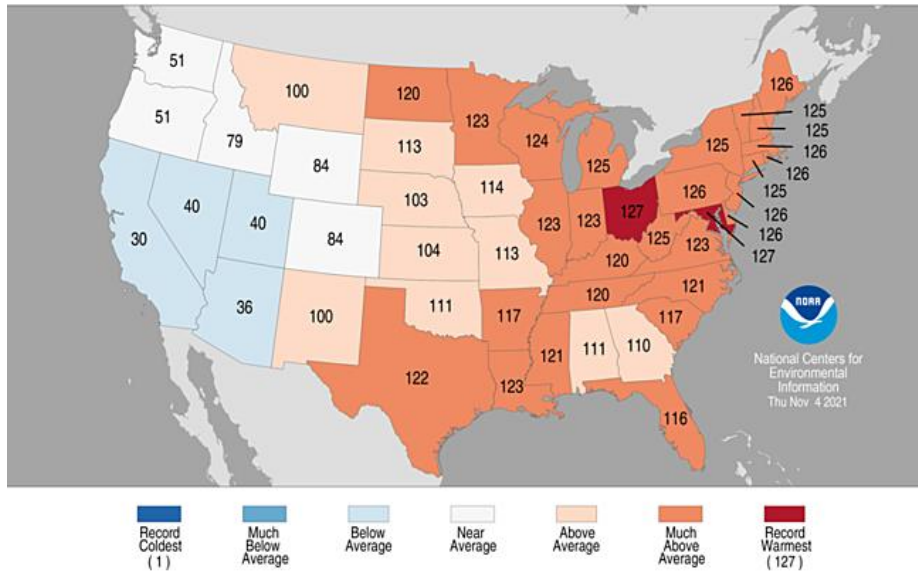 51
51
79
100
84
84
40
40
30
36
100
120
113
103
104
111
122
123
114
113
117
123
124
125
123
123
127
120
120
121
111
110
116
117
121
123
125
126
125
126
125
125
126
126
125
126
126
127
NOAA
National Centers for
Environmental
Information
Thu Nov 4 2021
Record
Coldest
(1)
Much
Below
Average
Below
Average
Near
Average
Above
Average
Much
Above
Average
Record
Warmest
(127)